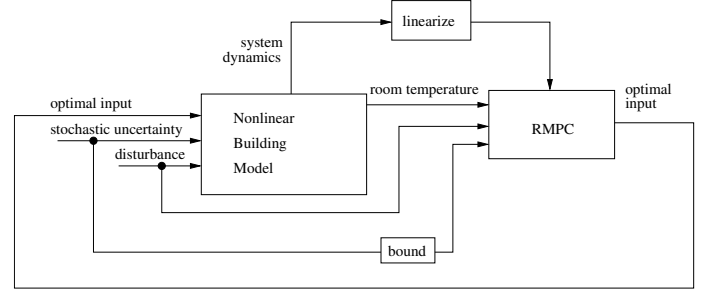 linearize
system
dynamics
optimal input
room temperature
optimal
input
Nonlinear
Building
Model
stochastic uncertainty
disturbance
RMPC
bound